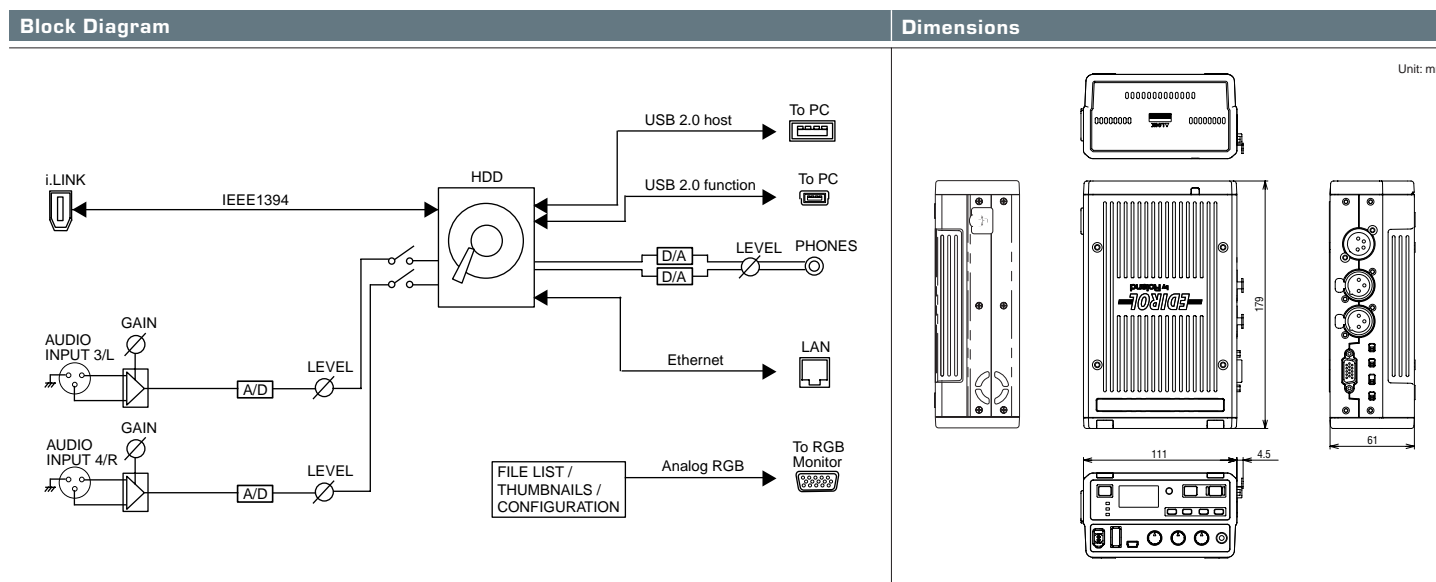 Block Diagram
Dimensions
Unit: m
To PC
USB 2.0 host
i.LINK
HDD
To PC
USB 2.0 function
IEEE1394
LEVEL
PHONES
D/A
D/A
GAIN
AUDIO
INPUT 3/L
LEVEL
A/D
Ethernet
LAN
GAIN
AUDIO
INPUT 4/R
LEVEL
A/D
FILE LIST /
THUMBNAILS /
CONFIGURATION
Analog RGB
To RGB
Monitor
EDIROL
by Roland
179
61
111
4.5